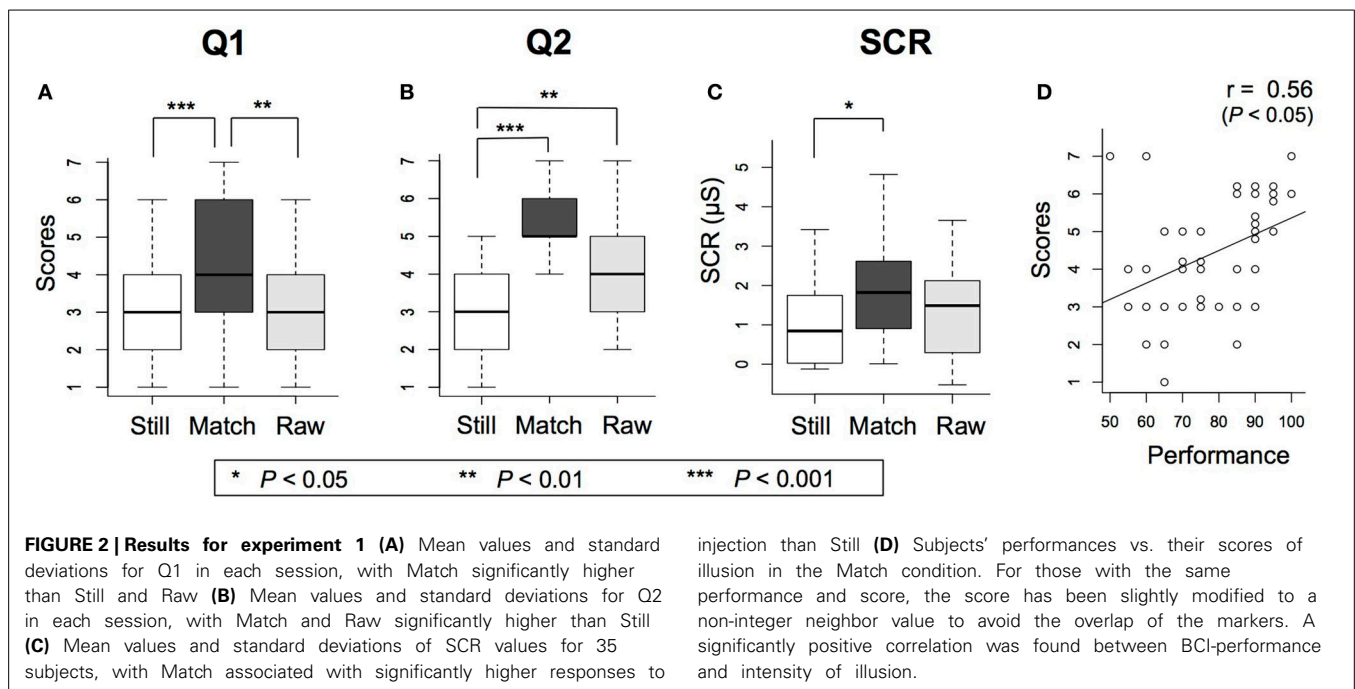 Q1
Q2
SCR
A
***
**
Scores
7
6
5
4
3
2
1
Still Match Raw
B
**
***
7
6
5
4
3
2
1
Still Match Raw
C
*
SCR (µS)
5
4
3
2
1
0
Still Match Raw
D
r = 0.56
(P < 0.05)
Scores
7
6
5
4
3
2
1
50 60 70 80 90 100
Performance
* P < 0.05 ** P < 0.01 *** P < 0.001
FIGURE 2 | Results for experiment 1 (A) Mean values and standard
deviations for Q1 in each session, with Match significantly higher
than Still and Raw (B) Mean values and standard deviations for Q2
in each session, with Match and Raw significantly higher than Still
(C) Mean values and standard deviations of SCR values for 35
subjects, with Match associated with significantly higher responses to
injection than Still (D) Subjects' performances vs. their scores of
illusion in the Match condition. For those with the same
performance and score, the score has been slightly modified to a
non-integer neighbor value to avoid the overlap of the markers. A
significantly positive correlation was found between BCI-performance
and intensity of illusion.